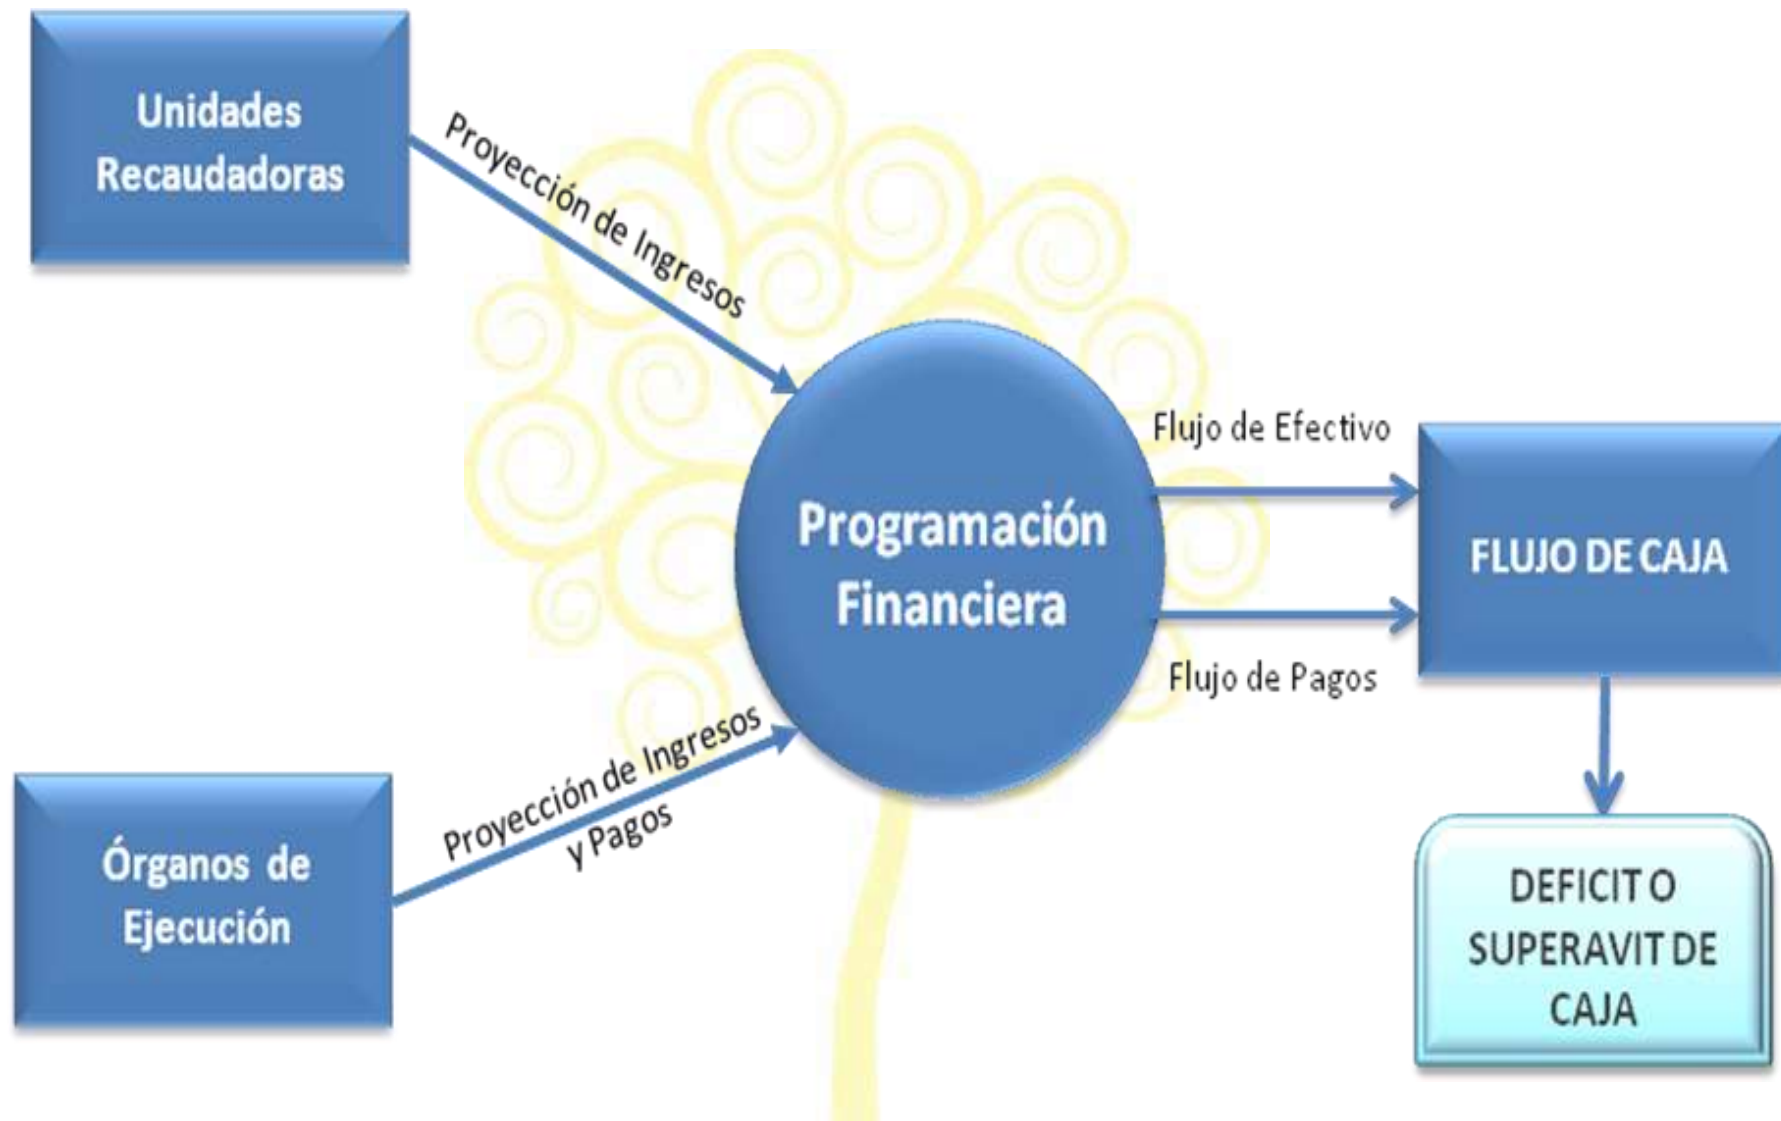 Unidades
Recaudadoras
Proyección de Ingresos
Programación
Financiera
Flujo de Efectivo
Flujo de Pagos
FLUJO DE CAJA
Órganos de
Ejecución
Proyección de Ingresos
y Pagos
DEFICIT O
SUPERAVIT DE
CAJA